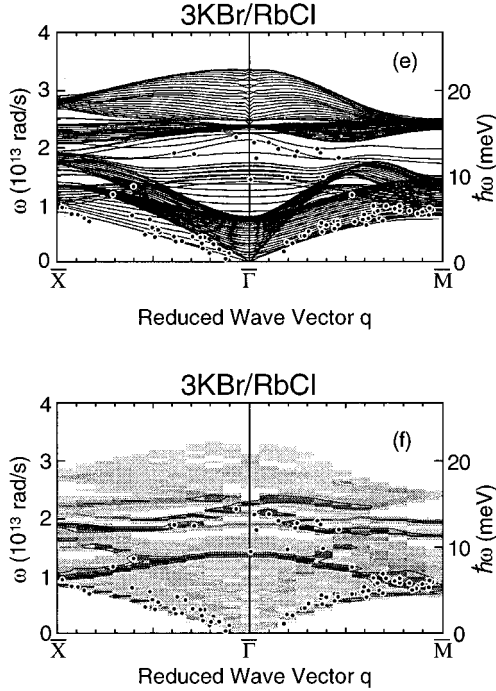 3KBr/RbCl
(e)
ω (10¹³ rad/s)
4
3
2
1
0
20
10
0
ħω (meV)
X̅ Γ̅ M̅
Reduced Wave Vector q
3KBr/RbCl
(f)
ω (10¹³ rad/s)
4
3
2
1
0
20
10
0
ħω (meV)
X̅ Γ̅ M̅
Reduced Wave Vector q